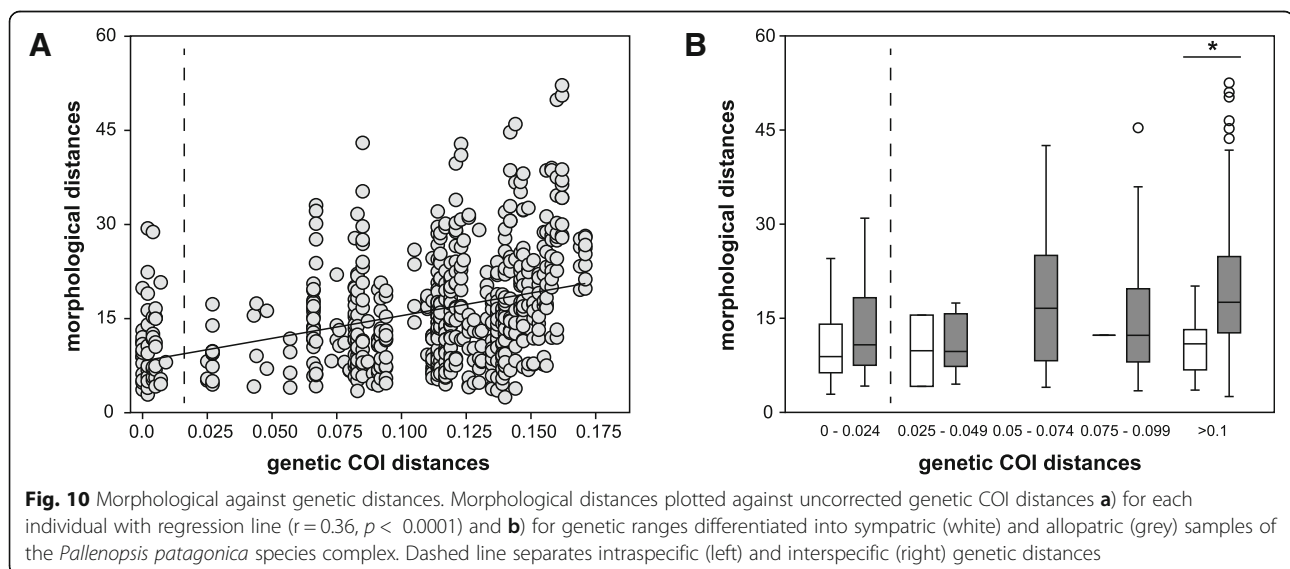 A
B
60
45
30
15
0
morphological distances
0.0 0.025 0.050 0.075 0.100 0.125 0.150 0.175
genetic COI distances
60
45
30
15
0
morphological distances
*
0 - 0.024 0.025 - 0.049 0.05 - 0.074 0.075 - 0.099 >0.1
genetic COI distances
Fig. 10 Morphological against genetic distances. Morphological distances plotted against uncorrected genetic COI distances a) for each
individual with regression line (r = 0.36, p < 0.0001) and b) for genetic ranges differentiated into sympatric (white) and allopatric (grey) samples of
the Pallenopsis patagonica species complex. Dashed line separates intraspecific (left) and interspecific (right) genetic distances